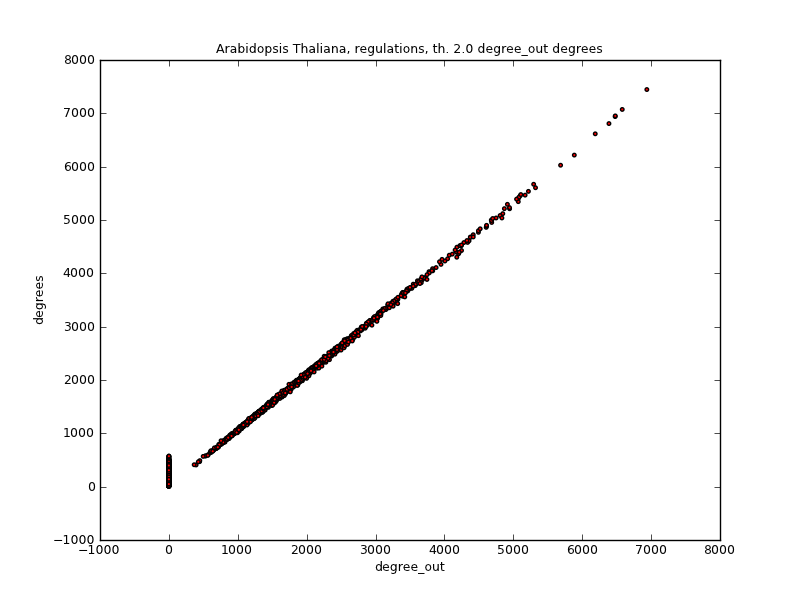 Arabidopsis Thaliana, regulations, th. 2.0 degree_out degrees
8000
7000
6000
5000
4000
3000
2000
1000
0
−1000
degrees
−1000 0 1000 2000 3000 4000 5000 6000 7000 8000
degree_out